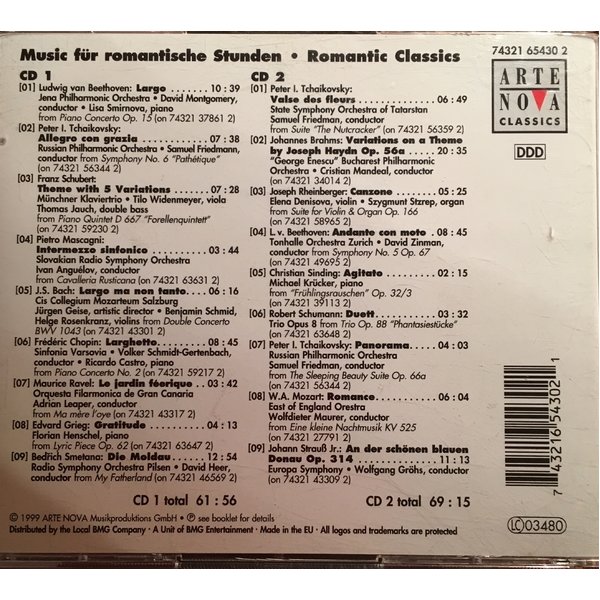 74321 65430 2
Music für romantische Stunden • Romantic Classics
ARTE
NOVA
CLASSICS
DDD
CD 1
[01] Ludwig van Beethoven: Largo .. 10 : 39
Jena Philharmonic Orchestra • David Montgomery,
conductor • Lisa Smirnova, piano
from Piano Concerto Op. 15 (on 74321 37861 2)
[02] Peter I. Tchaikovsky:
Allegro con grazia ........ 07 : 38
Russian Philharmonic Orchestra • Samuel Friedmann,
conductor from Symphony No. 6 "Pathétique"
(on 74321 56344 2)
[03] Franz Schubert:
Theme with 5 Variations ... 07 : 28
Münchner Klaviertrio • Tilo Widenmeyer, viola
Thomas Jauch, double bass
from Piano Quintet D 667 "Forellenquintett"
(on 74321 59230 2)
[04] Pietro Mascagni:
Intermezzo sinfonico ...... 03 : 44
Slovakian Radio Symphony Orchestra
Ivan Anguélov, conductor
from Cavalleria Rusticana (on 74321 63631 2)
[05] J.S. Bach: Largo ma non tanto.. 06 : 16
Cis Collegium Mozarteum Salzburg
Jürgen Geise, artistic director • Benjamin Schmid,
Helge Rosenkranz, violins from Double Concerto
BWV 1043 (on 74321 43301 2)
[06] Frédéric Chopin: Larghetto..... 08 : 45
Sinfonia Varsovia • Volker Schmidt-Gertenbach,
conductor • Ricardo Castro, piano
from Piano Concerto No. 2 (on 74321 59217 2)
[07] Maurice Ravel: Le jardin féerique ... 03 : 42
Orquesta Filarmonica de Gran Canaria
Adrian Leaper, conductor
from Ma mère l'oye (on 74321 43317 2)
[08] Edvard Grieg: Gratitude ..... 04 : 13
Florian Henschel, piano
from Lyric Piece Op. 62 (on 74321 63647 2)
[09] Bedřich Smetana: Die Moldau.. 12 : 54
Radio Symphony Orchestra Pilsen • David Heer,
conductor from My Fatherland (on 74321 46569 2)
CD 1 total 61 : 56
CD 2
[01] Peter I. Tchaikovsky:
Valse des fleurs ............ 06 : 49
State Symphony Orchestra of Tatarstan
Samuel Friedman, conductor
from Suite "The Nutcracker" (on 74321 56359 2)
[02] Johannes Brahms: Variations on a Theme
by Joseph Haydn Op. 56a .. 20 : 35
"George Enescu" Bucharest Philharmonic
Orchestra • Cristian Mandeal, conductor
(on 74321 34014 2)
[03] Joseph Rheinberger: Canzone .. 05 : 25
Elena Denisova, violin • Szygmunt Strzep, organ
from Suite for Violin & Organ Op. 166
(on 74321 58965 2)
[04] L. v. Beethoven: Andante con moto . 08 : 45
Tonhalle Orchestra Zurich • David Zinman,
conductor from Symphony No. 5 Op. 67
(on 74321 49695 2)
[05] Christian Sinding: Agitato .... 02 : 15
Michael Krücker, piano
from "Frühlingsrauschen" Op. 32/3
(on 74321 39113 2)
[06] Robert Schumann: Duett..... 03 : 32
Trio Opus 8 from Trio Op. 88 "Phantasiestücke"
(on 74321 33648 2)
[07] Peter I. Tchaikovsky: Panorama. 04 : 03
Russian Philharmonic Orchestra
Samuel Friedman, conductor
from The Sleeping Beauty Suite Op. 66a
(on 74321 63344 2)
[08] W.A. Mozart: Romance...... 06 : 04
East of England Orestra
Wolfdieter Maurer, conductor from
Eine kleine Nachtmusik KV 525
(on 74321 27791 2)
[09] Johann Strauß Jr.: An der schönen blauen
Donau Op. 314 ............. 11 : 13
Europa Symphony • Wolfgang Gröhs, conductor
(on 74321 43309 2)
CD 2 total 69 : 15
7 43216 54302 1
LC 03480
© 1999 ARTE NOVA Musikproduktions GmbH • ℗ see booklet for details
Distributed by the Local BMG Company • A Unit of BMG Entertainment • Made in the EU • All logos and trademarks are protected